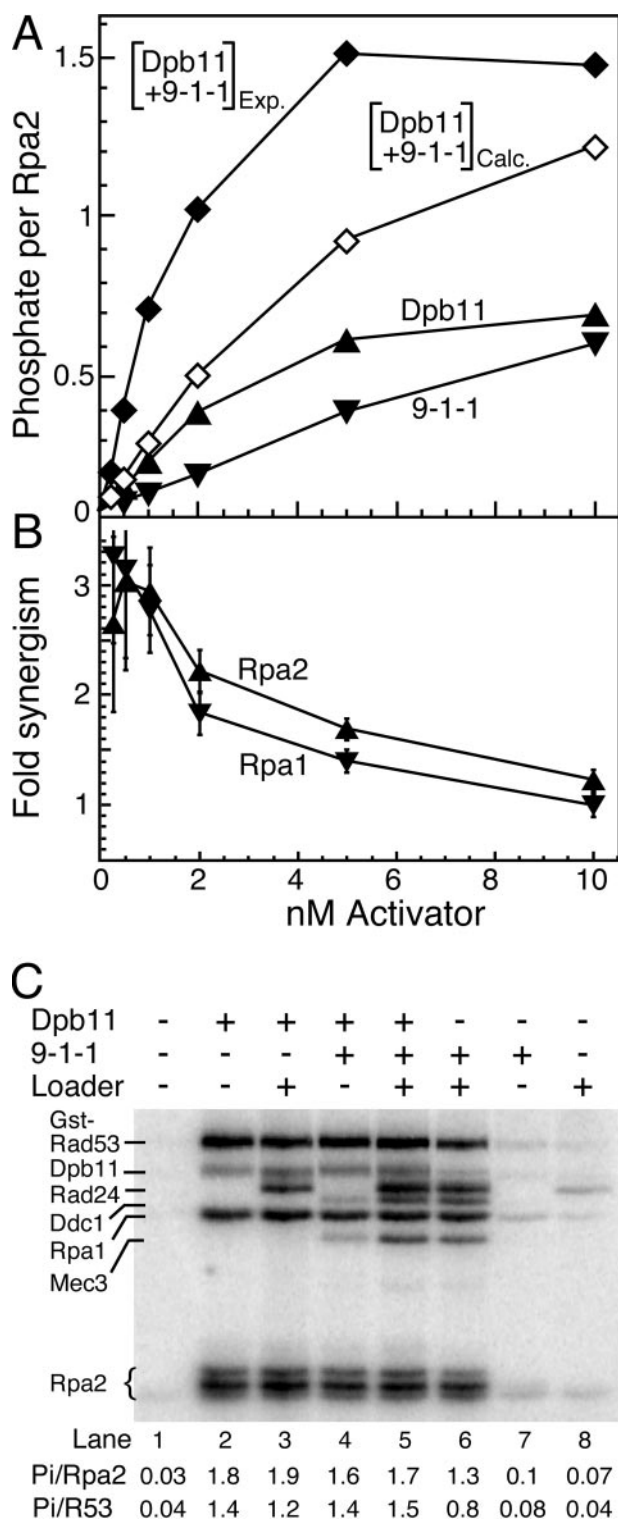 A
Phosphate per Rpa2
1.5
1
0.5
0
[Dpb11
+9-1-1]Exp.
[Dpb11
+9-1-1]Calc.
Dpb11
9-1-1
B
Fold synergism
3
2
1
Rpa2
Rpa1
0 2 4 6 8 10
nM Activator
C
Dpb11 - + + + + - - -
9-1-1 - - - + + + + -
Loader - - + - + + - +
Gst-
Rad53
Dpb11
Rad24
Ddc1
Rpa1
Mec3
Rpa2 {
Lane 1 2 3 4 5 6 7 8
Pi/Rpa2 0.03 1.8 1.9 1.6 1.7 1.3 0.1 0.07
Pi/R53 0.04 1.4 1.2 1.4 1.5 0.8 0.08 0.04